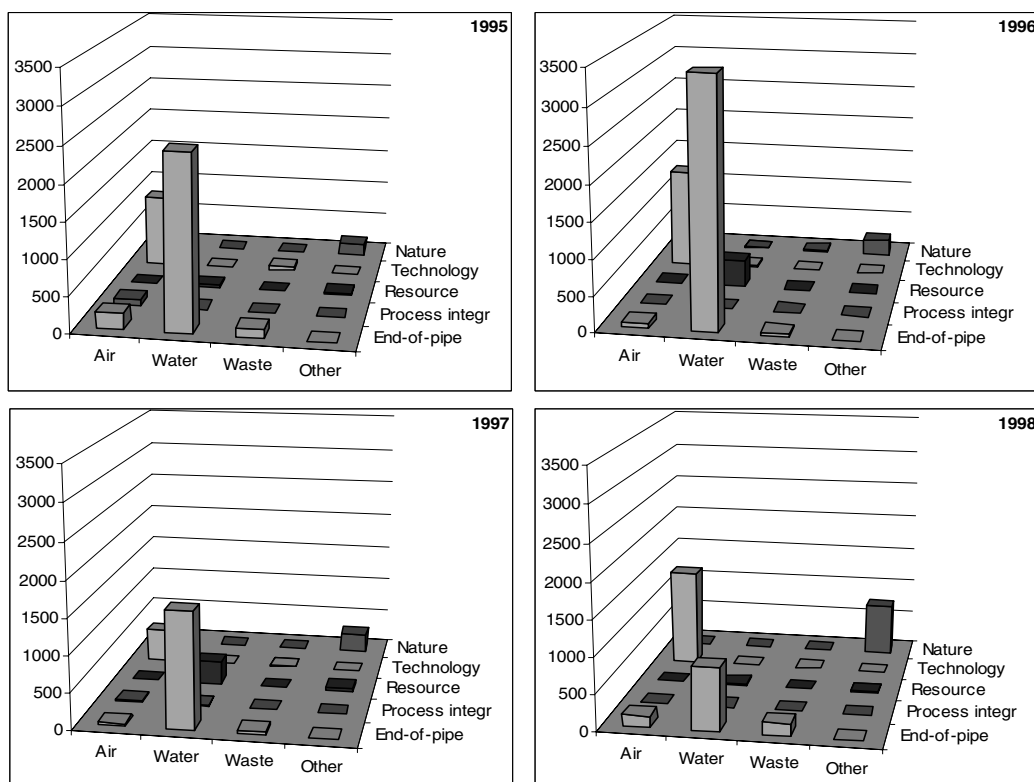 1995
3500
3000
2500
2000
1500
1000
500
0
Nature
Technology
Resource
Process integr
End-of-pipe
Air Water Waste Other
1996
3500
3000
2500
2000
1500
1000
500
0
Nature
Technology
Resource
Process integr
End-of-pipe
Air Water Waste Other
1997
3500
3000
2500
2000
1500
1000
500
0
Nature
Technology
Resource
Process integr
End-of-pipe
Air Water Waste Other
1998
3500
3000
2500
2000
1500
1000
500
0
Nature
Technology
Resource
Process integr
End-of-pipe
Air Water Waste Other